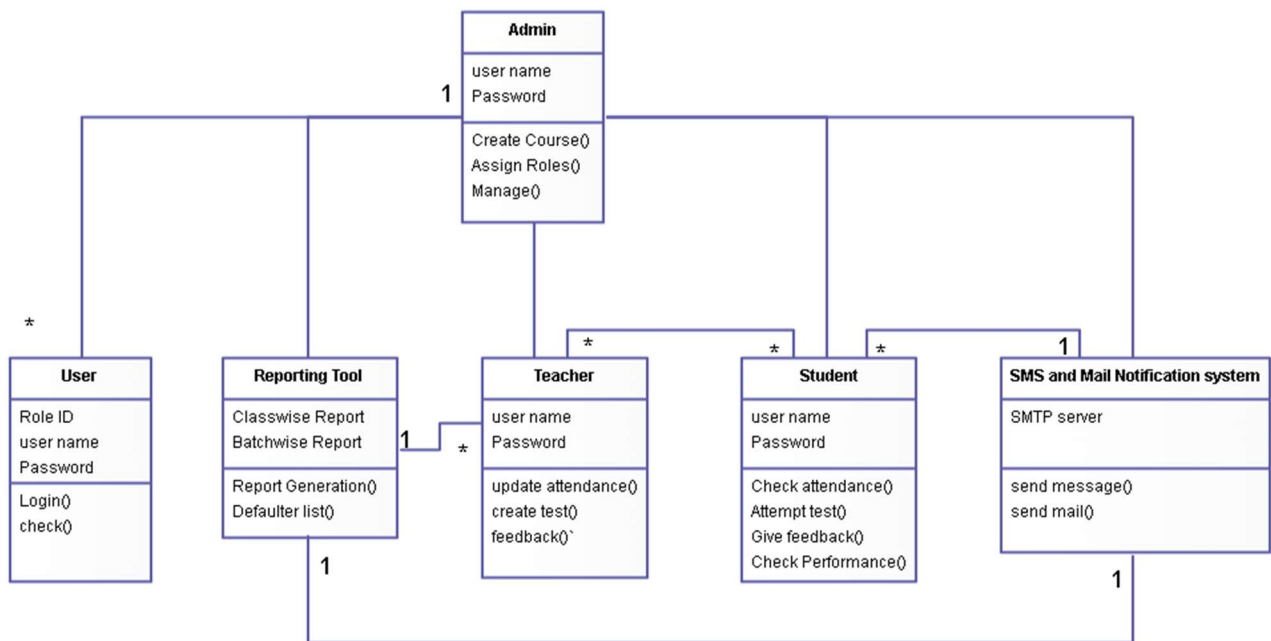 Admin
user name
Password
1
Create Course()
Assign Roles()
Manage()
*
User
Role ID
user name
Password
Login()
check()
Reporting Tool
Classwise Report
Batchwise Report
Report Generation()
Defaulter list()
1
*
1
*
Teacher
user name
Password
update attendance()
create test()
feedback()`
*
Student
user name
Password
Check attendance()
Attempt test()
Give feedback()
Check Performance()
*
1
SMS and Mail Notification system
SMTP server
send message()
send mail()
1